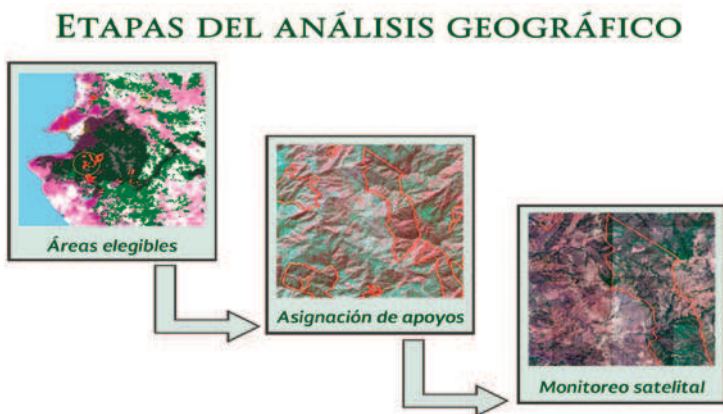 ETAPAS DEL ANÁLISIS GEOGRÁFICO
Áreas elegibles
Asignación de apoyos
Monitoreo satelital